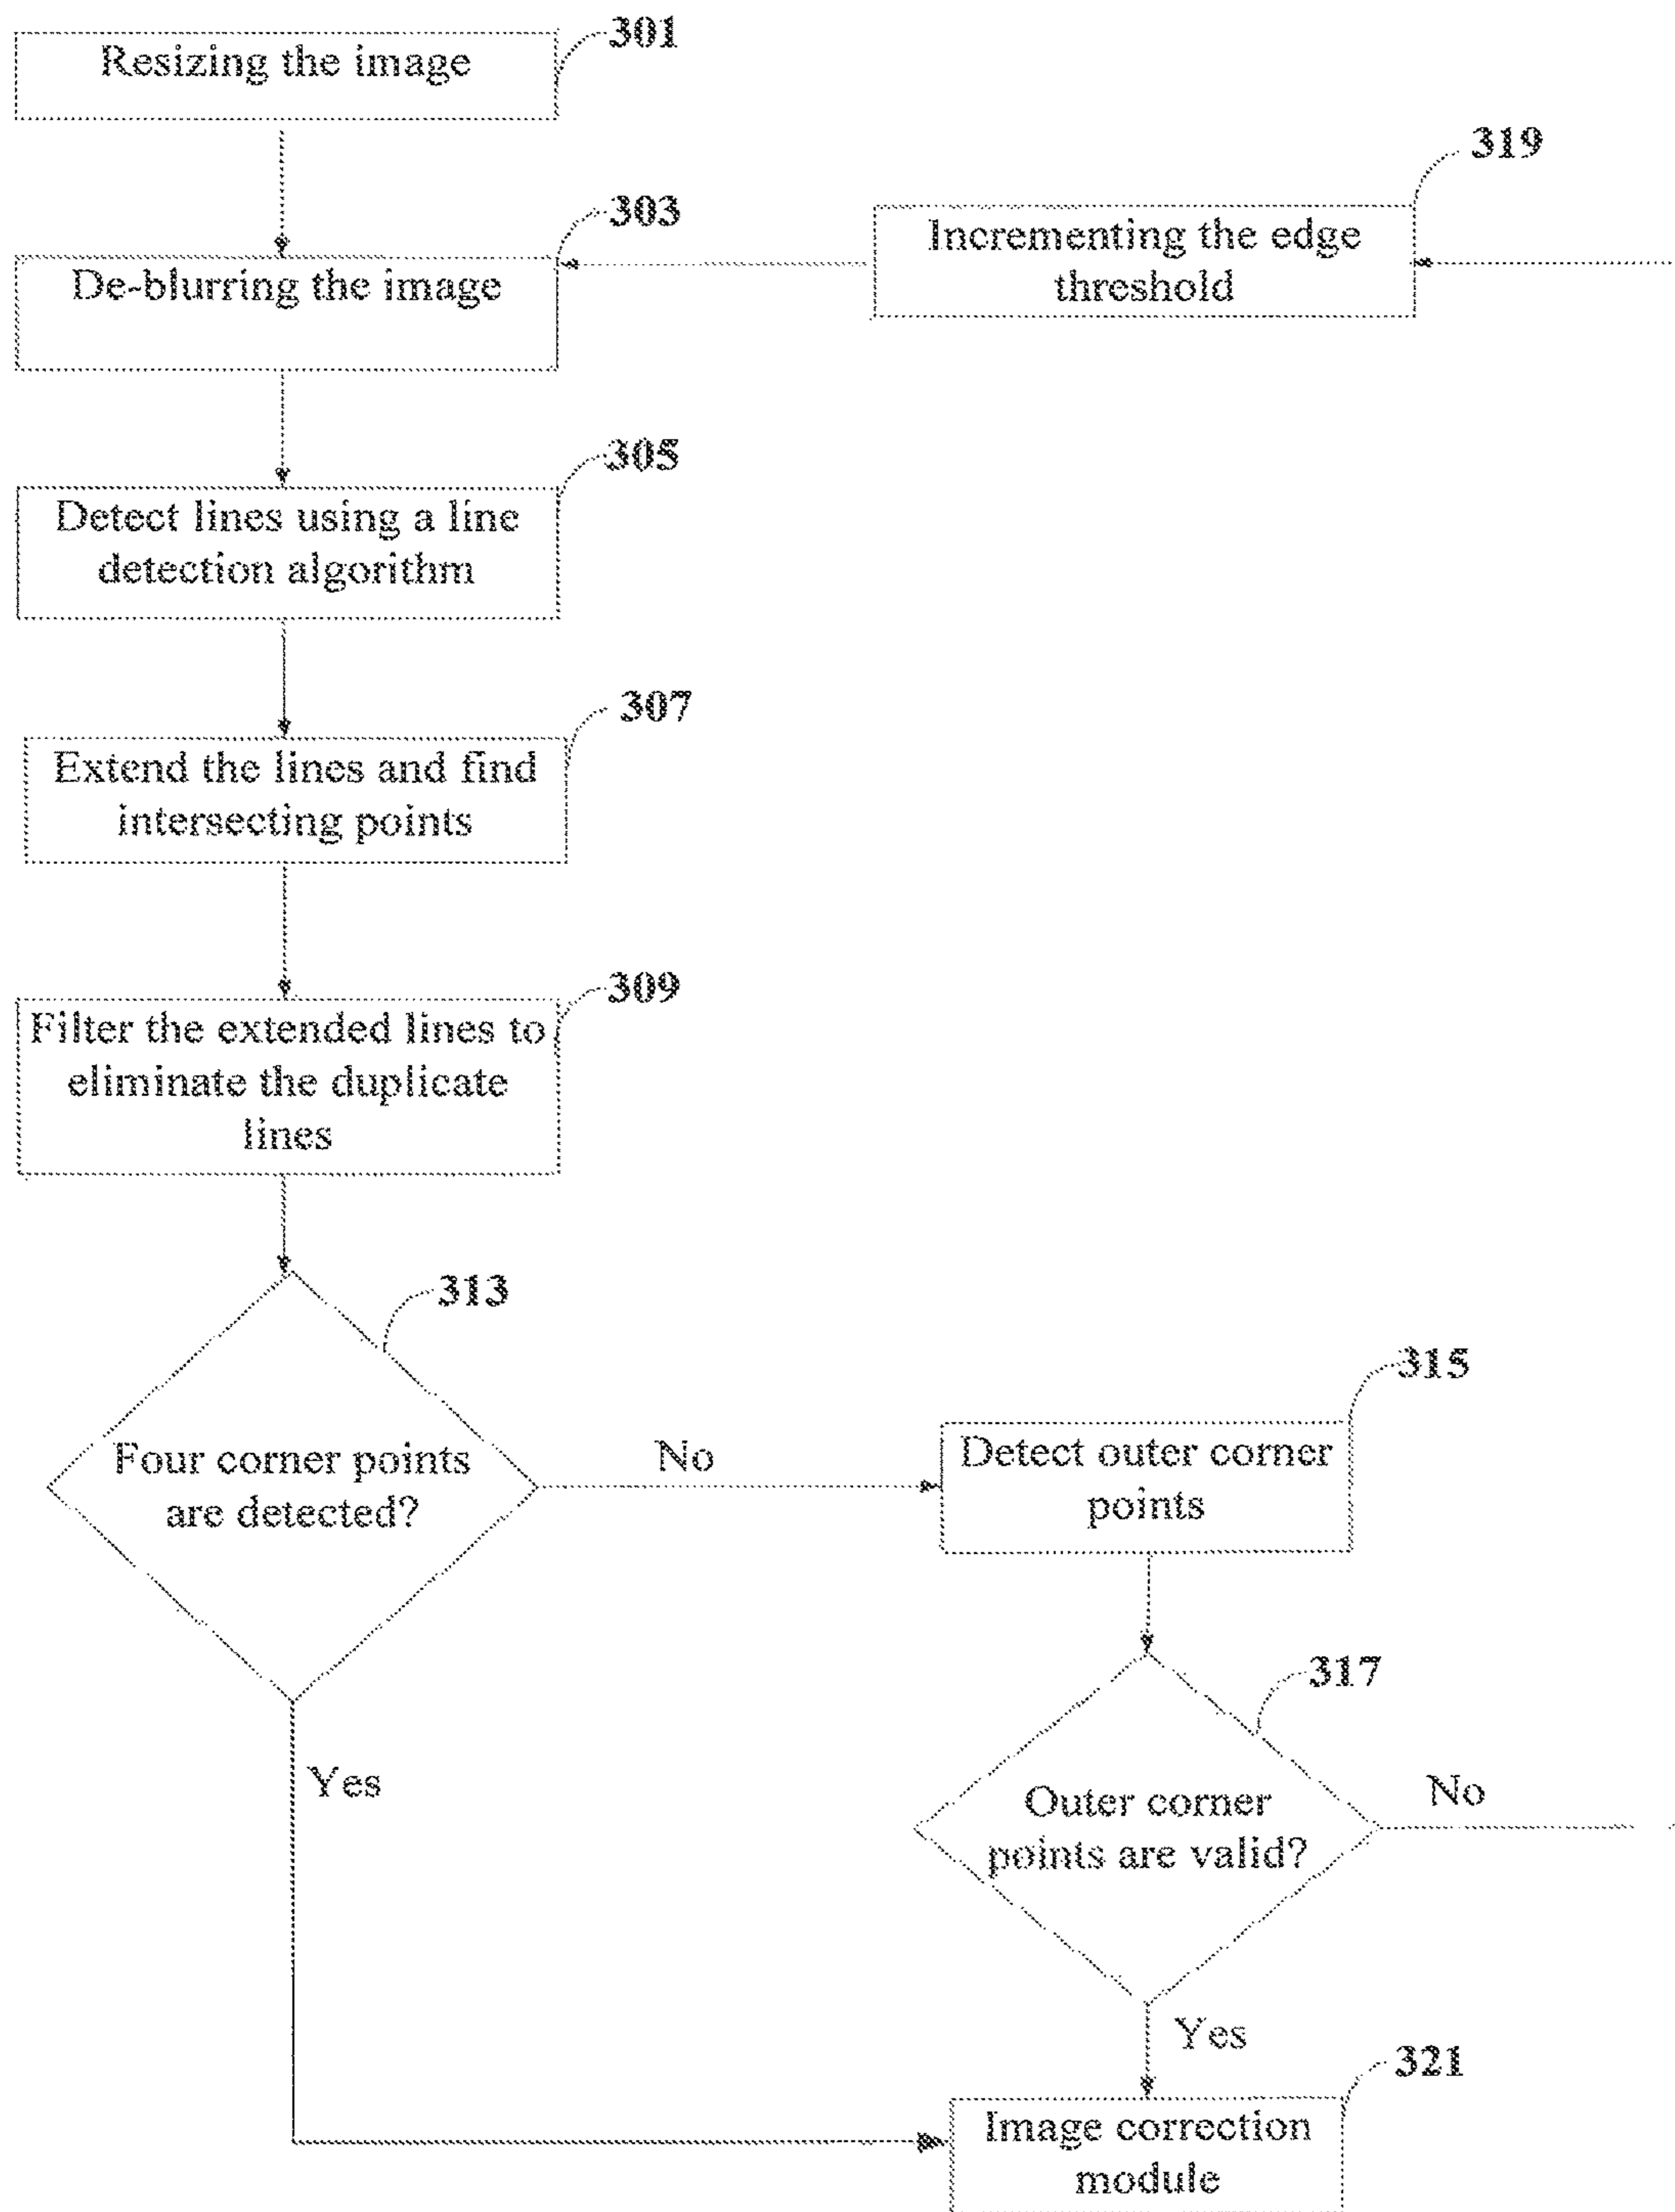 301
Resizing the image
319
303
Incrementing the edge
threshold
De-blurring the image
305
Detect lines using a line
detection algorithm
307
Extend the lines and find
intersecting points
309
Filter the extended lines to
eliminate the duplicate
lines
313
315
Four corner points
are detected?
No
Detect outer corner
points
317
Yes
Outer corner
points are valid?
No
Yes
321
Image correction
module